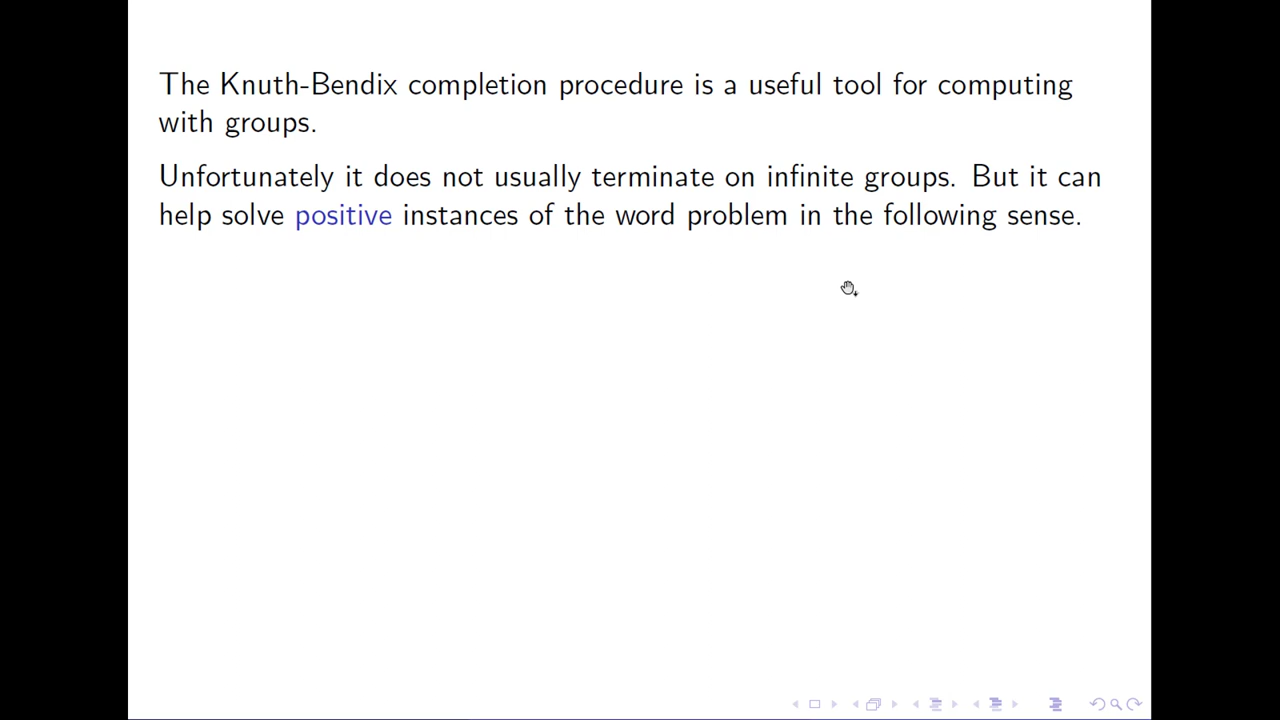 The Knuth-Bendix completion procedure is a useful tool for computing
with groups.
Unfortunately it does not usually terminate on infinite groups. But it can
help solve positive instances of the word problem in the following sense.